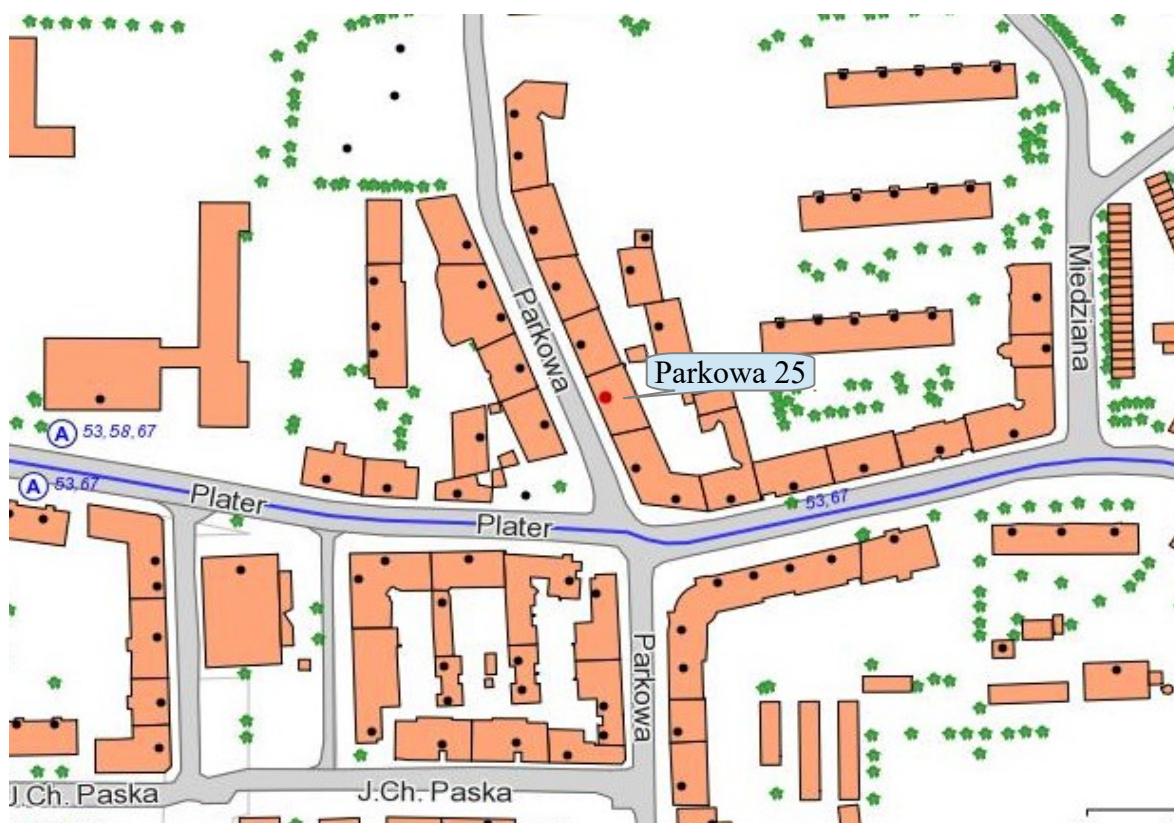 Parkowa
Miedziana
Parkowa 25
A 53,58,67
A 53,67
Plater
Plater
53,67
Parkowa
J.Ch. Paska
J.Ch. Paska